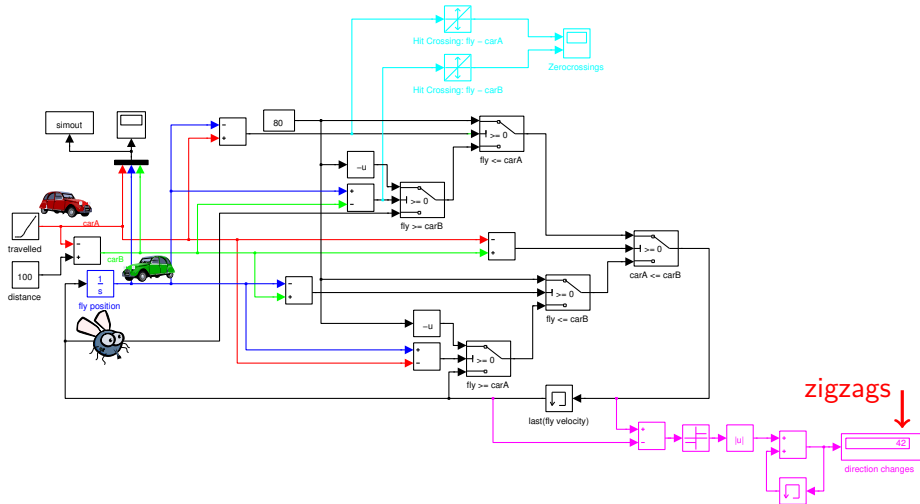 Hit Crossing: fly - carA
Hit Crossing: fly - carB
Zerocrossings
simout
80
>= 0
fly <= carA
-u
>= 0
fly >= carB
carA
travelled
carB
>= 0
carA <= carB
100
distance
1
s
fly position
>= 0
fly <= carB
-u
>= 0
fly >= carA
last(fly velocity)
zigzags
|u|
42
direction changes